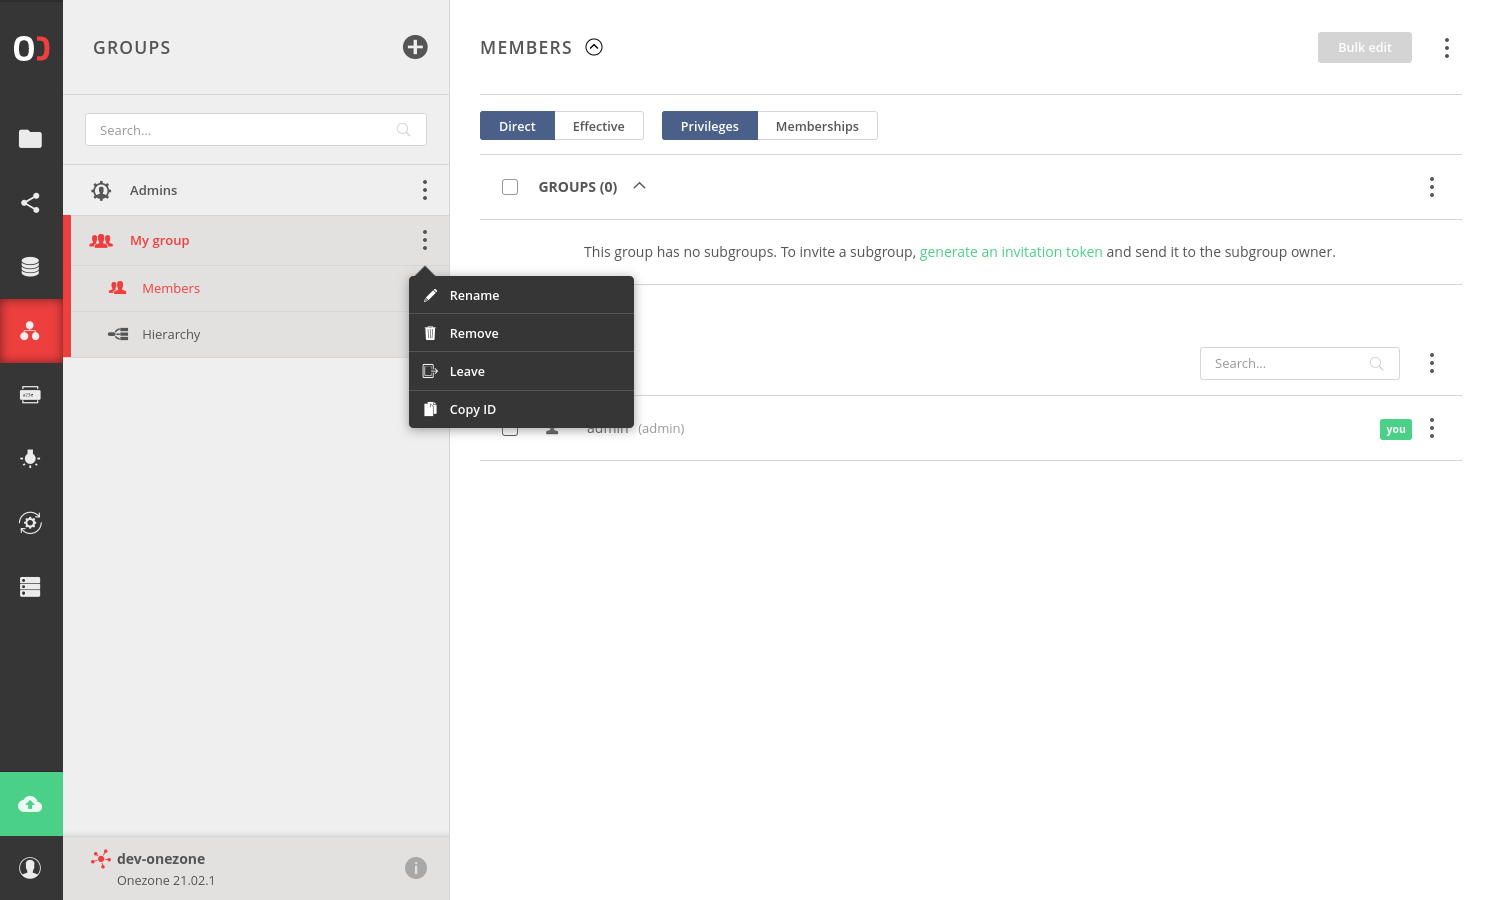 GROUPS
Search...
Admins
My group
Members
Hierarchy
Rename
Remove
Leave
Copy ID
dev-onezone
Onezone 21.02.1
MEMBERS
Bulk edit
Direct
Effective
Privileges
Memberships
GROUPS (0)
This group has no subgroups. To invite a subgroup, generate an invitation token and send it to the subgroup owner.
Search...
admin (admin)
you